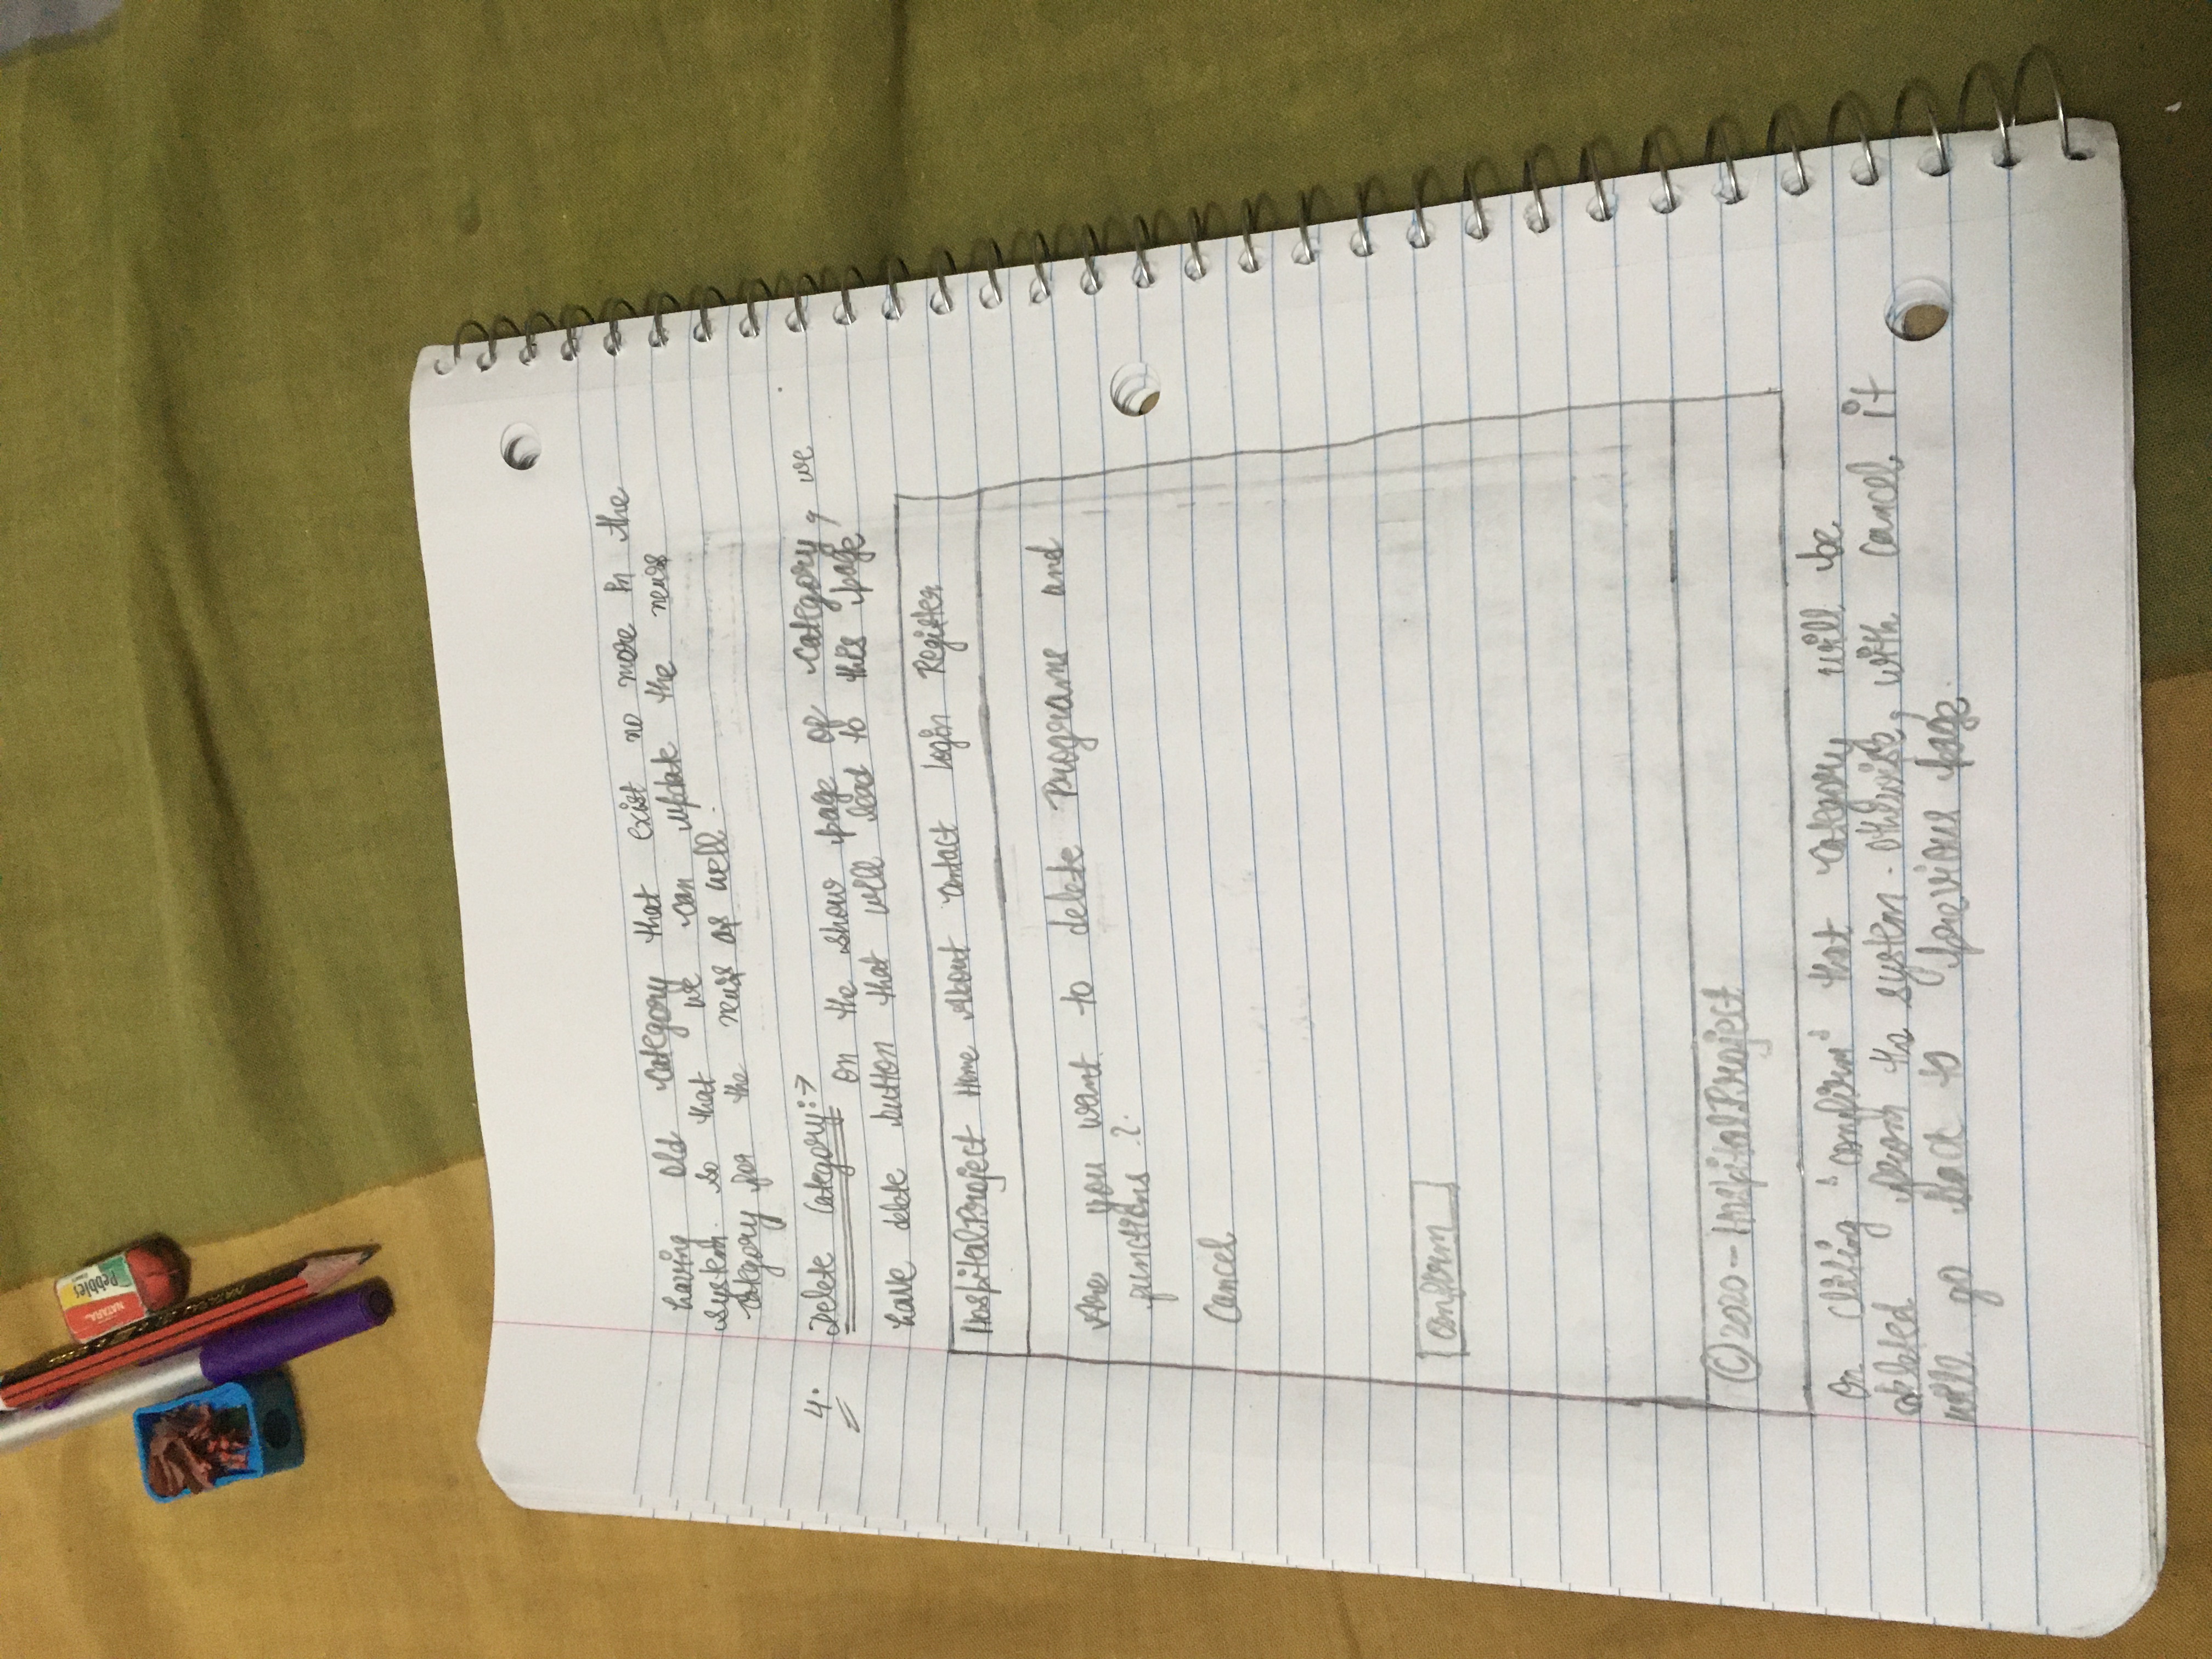 NATARAJ
Pebbles
having old category that exist no more in the
system. so that we can update the news
category for the news as well.
4. Delete Category:→
On the show page of category, we
have delete button that will lead to this page
HospitalProject Home About Contact Login Register
Are you want to delete Programs and
functions ?
Cancel
Confirm
©2020 - HospitalProject
On Cliting "confirm" that category will be
deleted from the system. Otherwise, with cancel it
will go back to previous page.